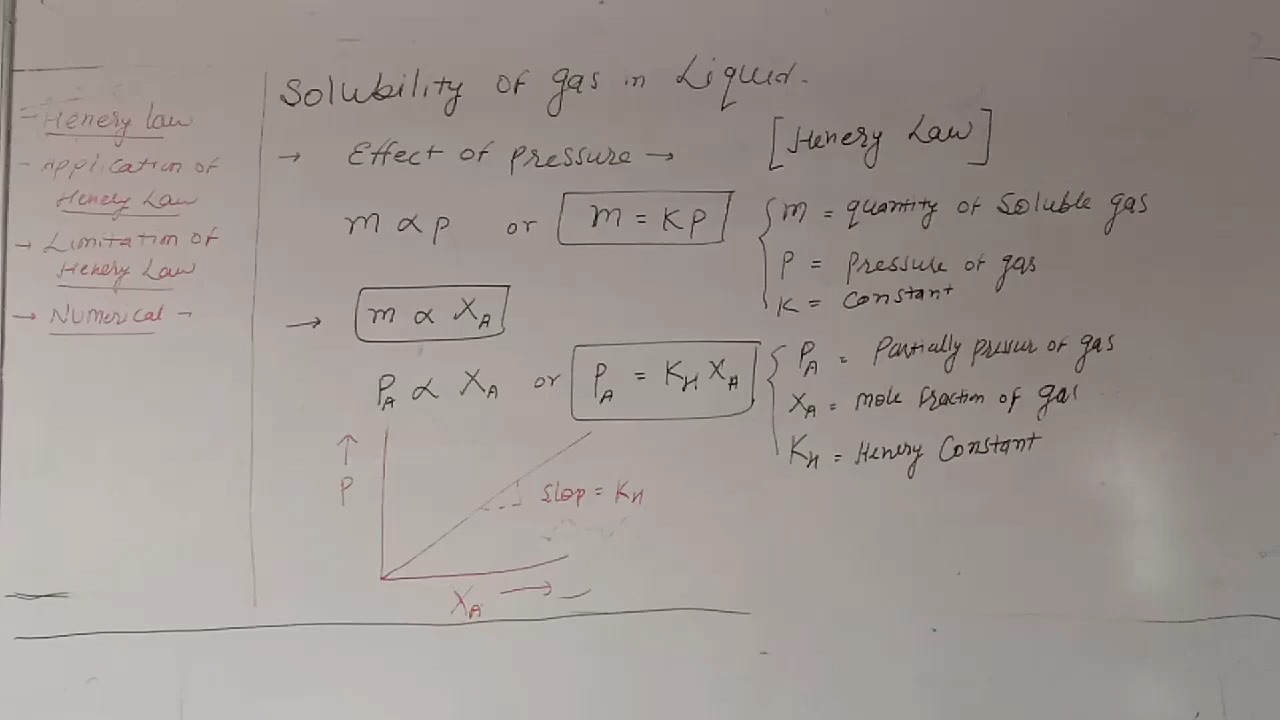 Solubility of gas in Liquid.
- Henery law
- Application of
Henery Law
→ Limitation of
Henery Law
→ Numerical -
→ Effect of pressure → [Henery Law]
m ∝ p or m = KP
m = quantity of soluble gas
P = pressure of gas
K = constant
→ m ∝ X_A
P_A ∝ X_A or P_A = K_H X_A
P_A = Partially pressur of gas
X_A = mole fraction of gas
K_H = Henery Constant
↑
P
Slop = K_H
X_A →